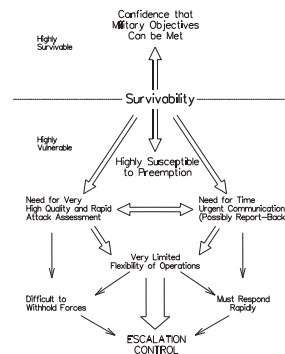 Confidence that
Military Objectives
Can be Met
Highly
Survivable
Survivability
Highly
Vulnerable
Highly Susceptible
to Preemption
Need for Very
High Quality and Rapid
Attack Assessment
Need for Time
Urgent Communication
(Possibly Report-Back
Very Limited
Flexibility of Operations
Difficult to
Withhold Forces
Must Respond
Rapidly
ESCALATION
CONTROL